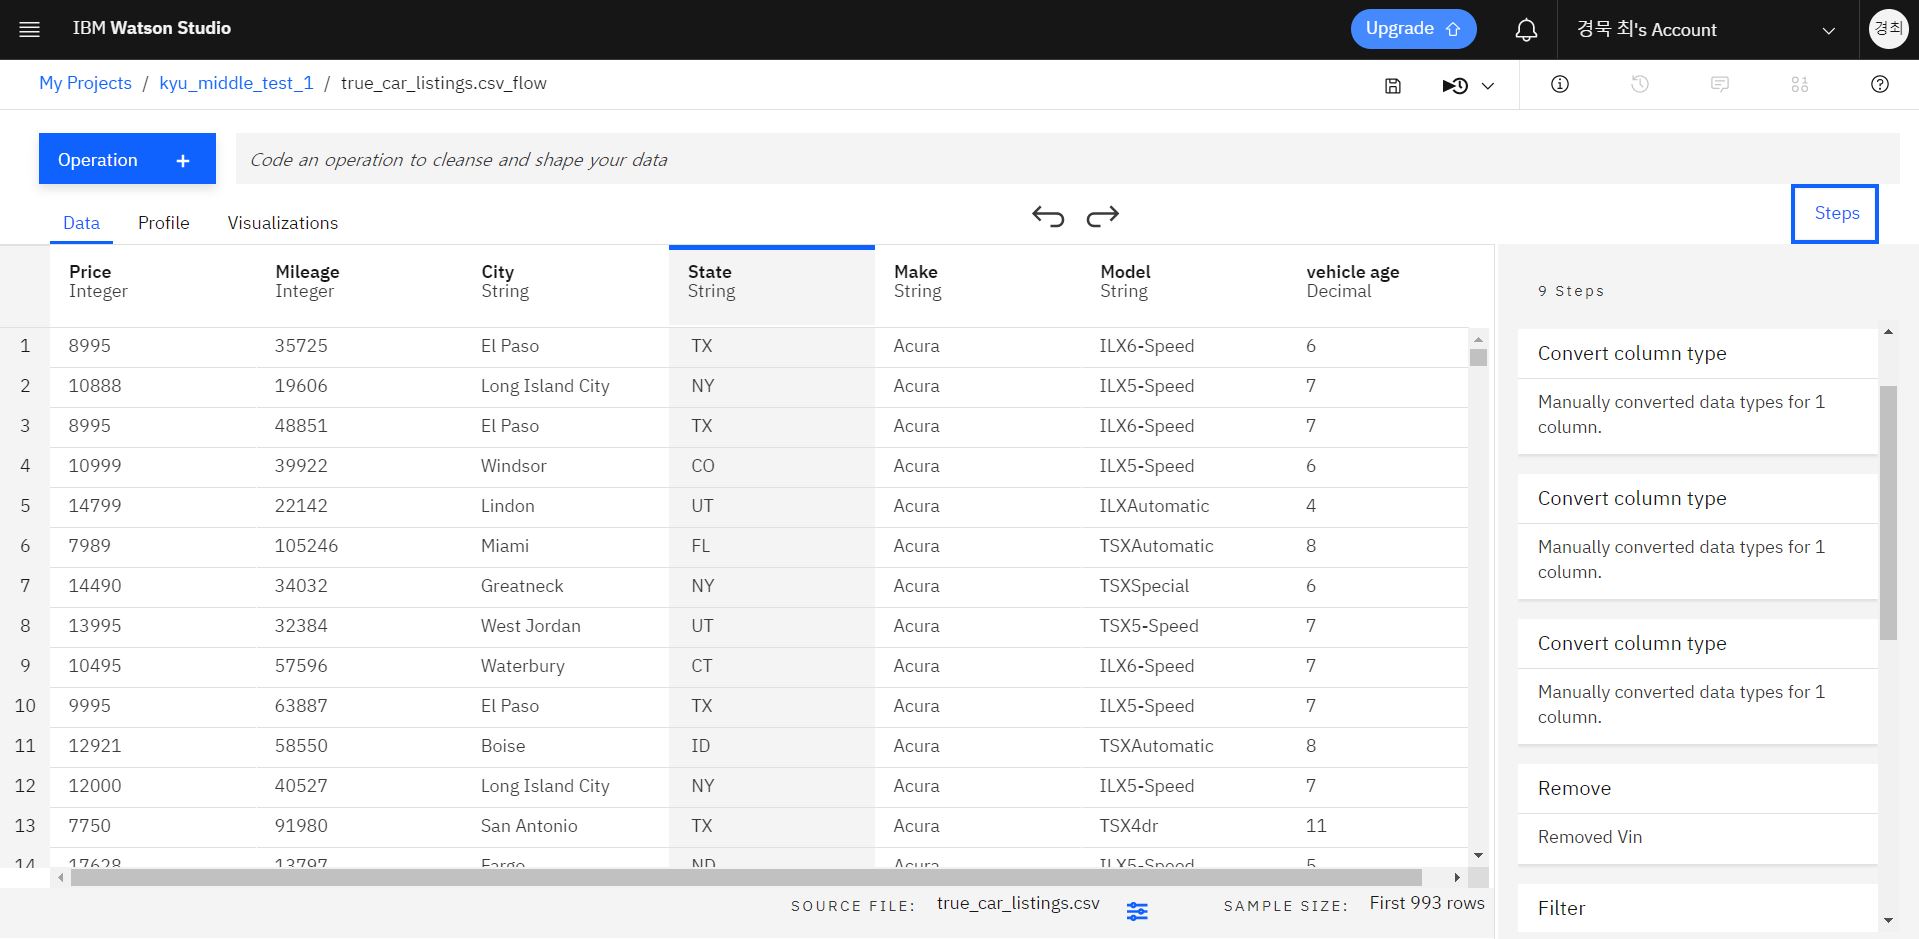 IBM Watson Studio
Upgrade
경묵 최's Account
경최
My Projects / kyu_middle_test_1 / true_car_listings.csv_flow
Operation +
Code an operation to cleanse and shape your data
Data Profile Visualizations
Steps
Price Mileage City State Make Model vehicle age
Integer Integer String String String String Decimal
1 8995 35725 El Paso TX Acura ILX6-Speed 6
2 10888 19606 Long Island City NY Acura ILX5-Speed 7
3 8995 48851 El Paso TX Acura ILX6-Speed 7
4 10999 39922 Windsor CO Acura ILX5-Speed 6
5 14799 22142 Lindon UT Acura ILXAutomatic 4
6 7989 105246 Miami FL Acura TSXAutomatic 8
7 14490 34032 Greatneck NY Acura TSXSpecial 6
8 13995 32384 West Jordan UT Acura TSX5-Speed 7
9 10495 57596 Waterbury CT Acura ILX6-Speed 7
10 9995 63887 El Paso TX Acura ILX5-Speed 7
11 12921 58550 Boise ID Acura TSXAutomatic 8
12 12000 40527 Long Island City NY Acura ILX5-Speed 7
13 7750 91980 San Antonio TX Acura TSX4dr 11
14 17628 13797 Fargo ND Acura ILX5-Speed 5
SOURCE FILE: true_car_listings.csv
SAMPLE SIZE: First 993 rows
9 Steps
Convert column type
Manually converted data types for 1
column.
Convert column type
Manually converted data types for 1
column.
Convert column type
Manually converted data types for 1
column.
Remove
Removed Vin
Filter